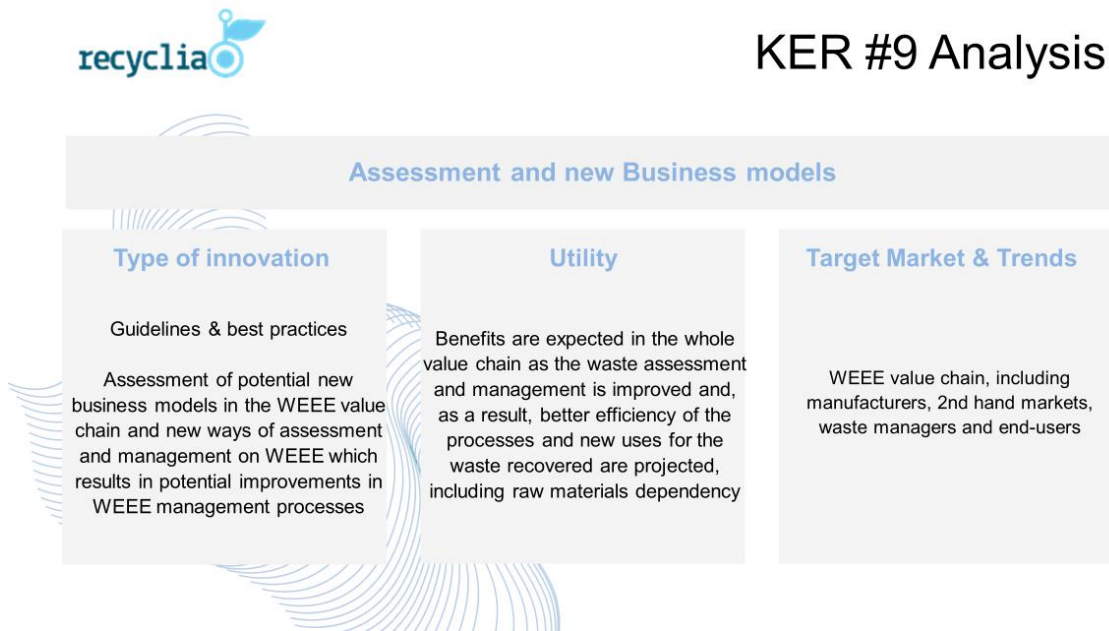 recyclia
KER #9 Analysis
Assessment and new Business models
Type of innovation
Guidelines & best practices
Assessment of potential new
business models in the WEEE value
chain and new ways of assessment
and management on WEEE which
results in potential improvements in
WEEE management processes
Utility
Benefits are expected in the whole
value chain as the waste assessment
and management is improved and,
as a result, better efficiency of the
processes and new uses for the
waste recovered are projected,
including raw materials dependency
Target Market & Trends
WEEE value chain, including
manufacturers, 2nd hand markets,
waste managers and end-users